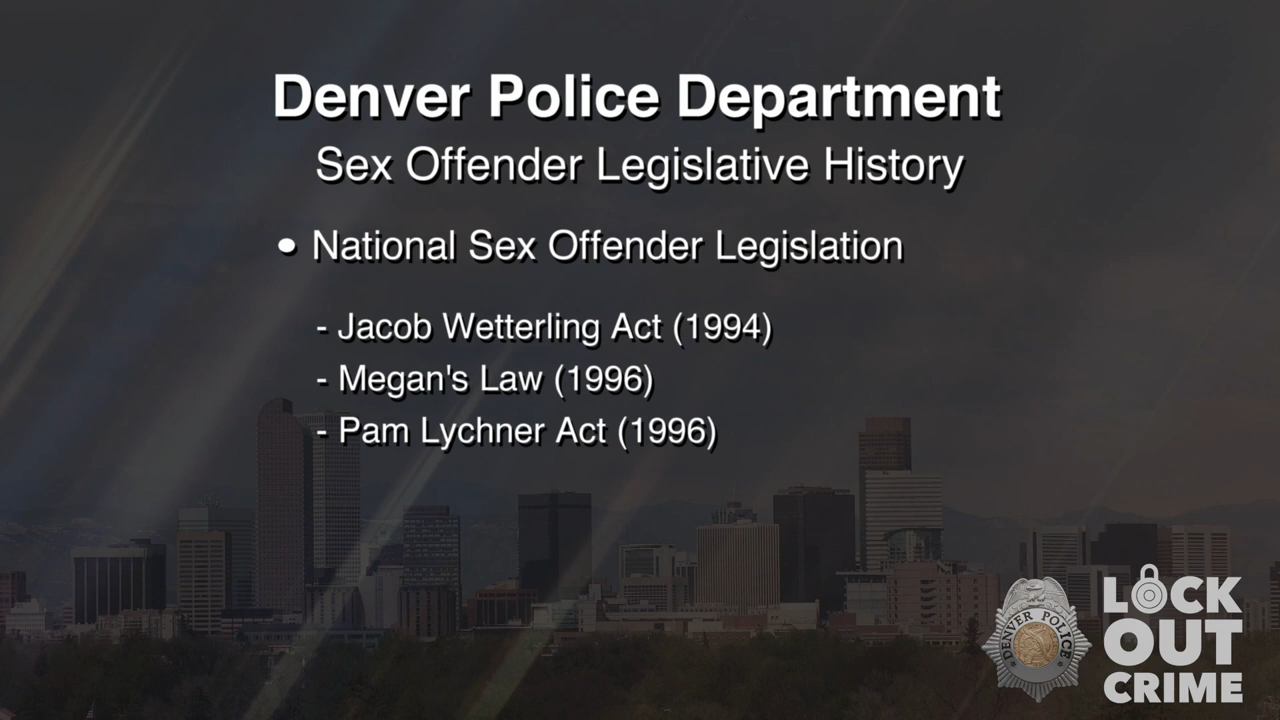 Denver Police Department
Sex Offender Legislative History
• National Sex Offender Legislation
- Jacob Wetterling Act (1994)
- Megan's Law (1996)
- Pam Lychner Act (1996)
DENVER POLICE
LOCK
OUT
CRIME